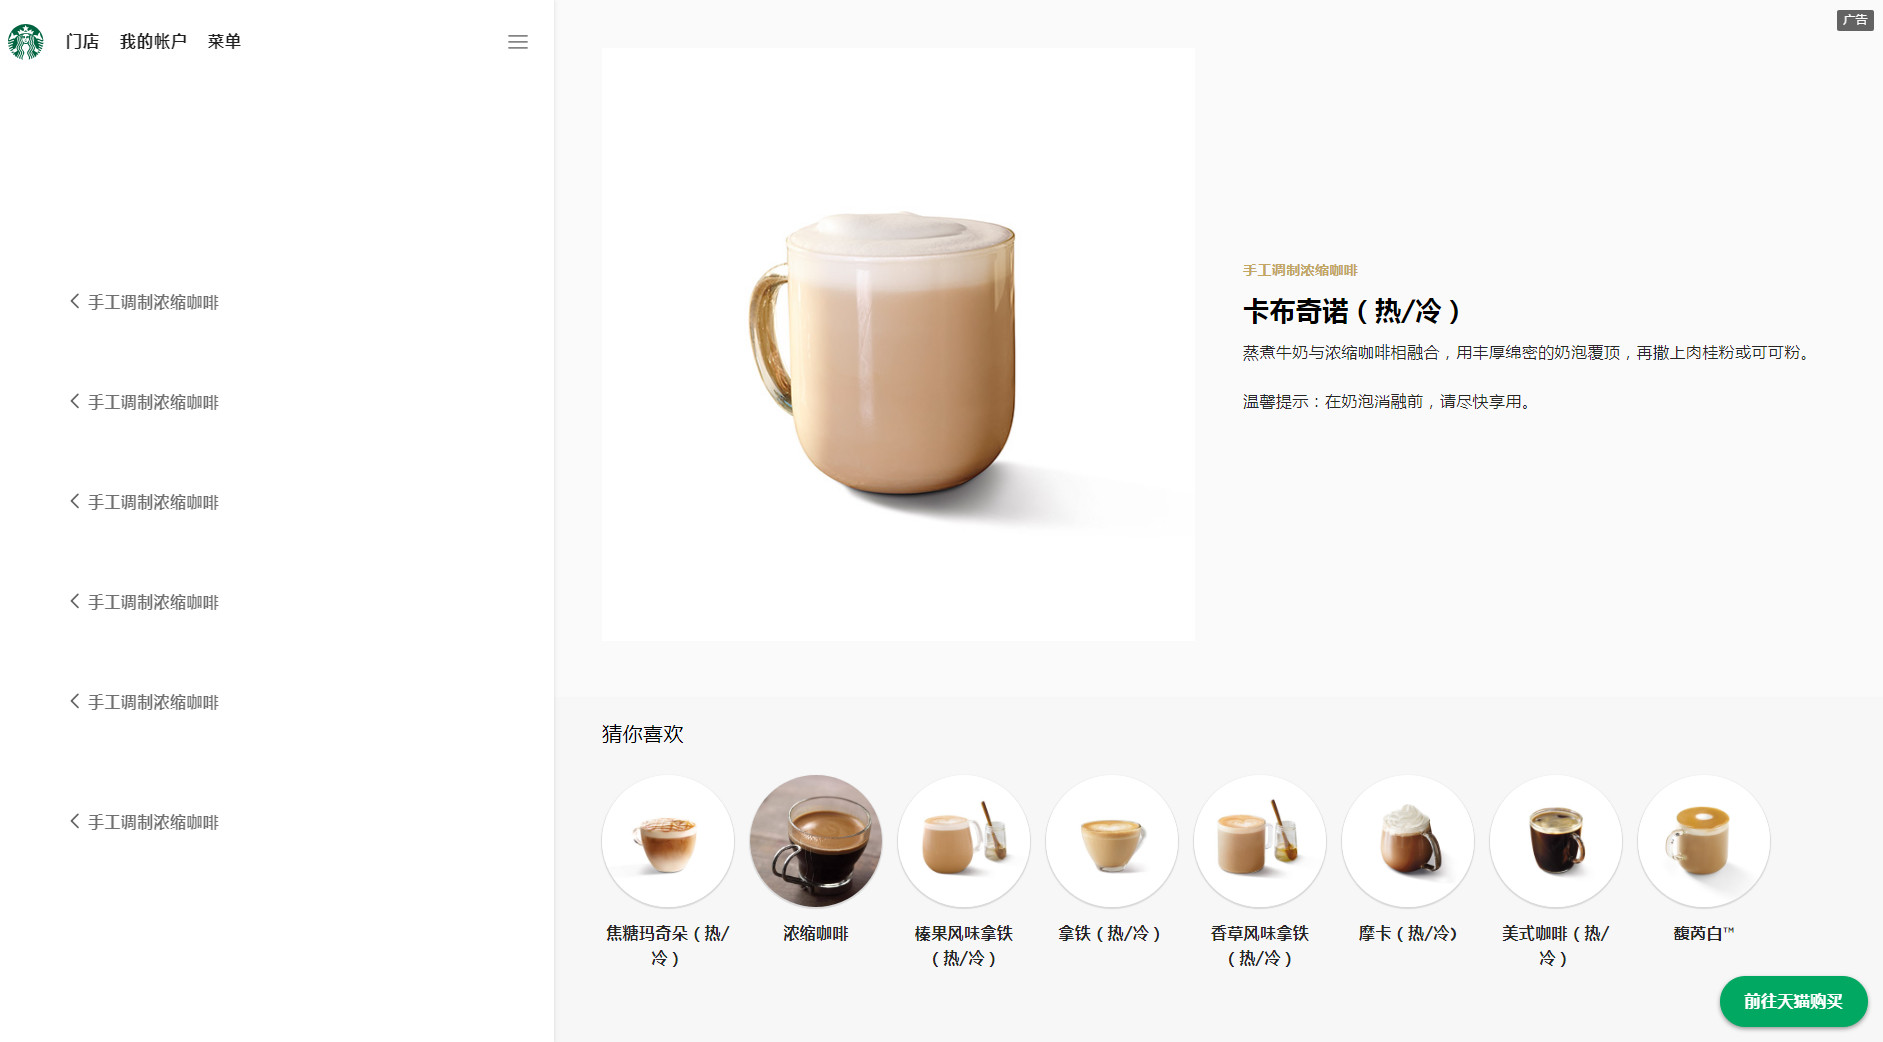 门店 我的帐户 菜单
手工调制浓缩咖啡
手工调制浓缩咖啡
手工调制浓缩咖啡
手工调制浓缩咖啡
手工调制浓缩咖啡
手工调制浓缩咖啡
广告
手工调制浓缩咖啡
卡布奇诺（热/冷）
蒸煮牛奶与浓缩咖啡相融合，用丰厚绵密的奶泡覆顶，再撒上肉桂粉或可可粉。
温馨提示：在奶泡消融前，请尽快享用。
猜你喜欢
焦糖玛奇朵（热/
冷）
浓缩咖啡
榛果风味拿铁
（热/冷）
拿铁（热/冷）
香草风味拿铁
（热/冷）
摩卡（热/冷）
美式咖啡（热/
冷）
馥芮白™
前往天猫购买